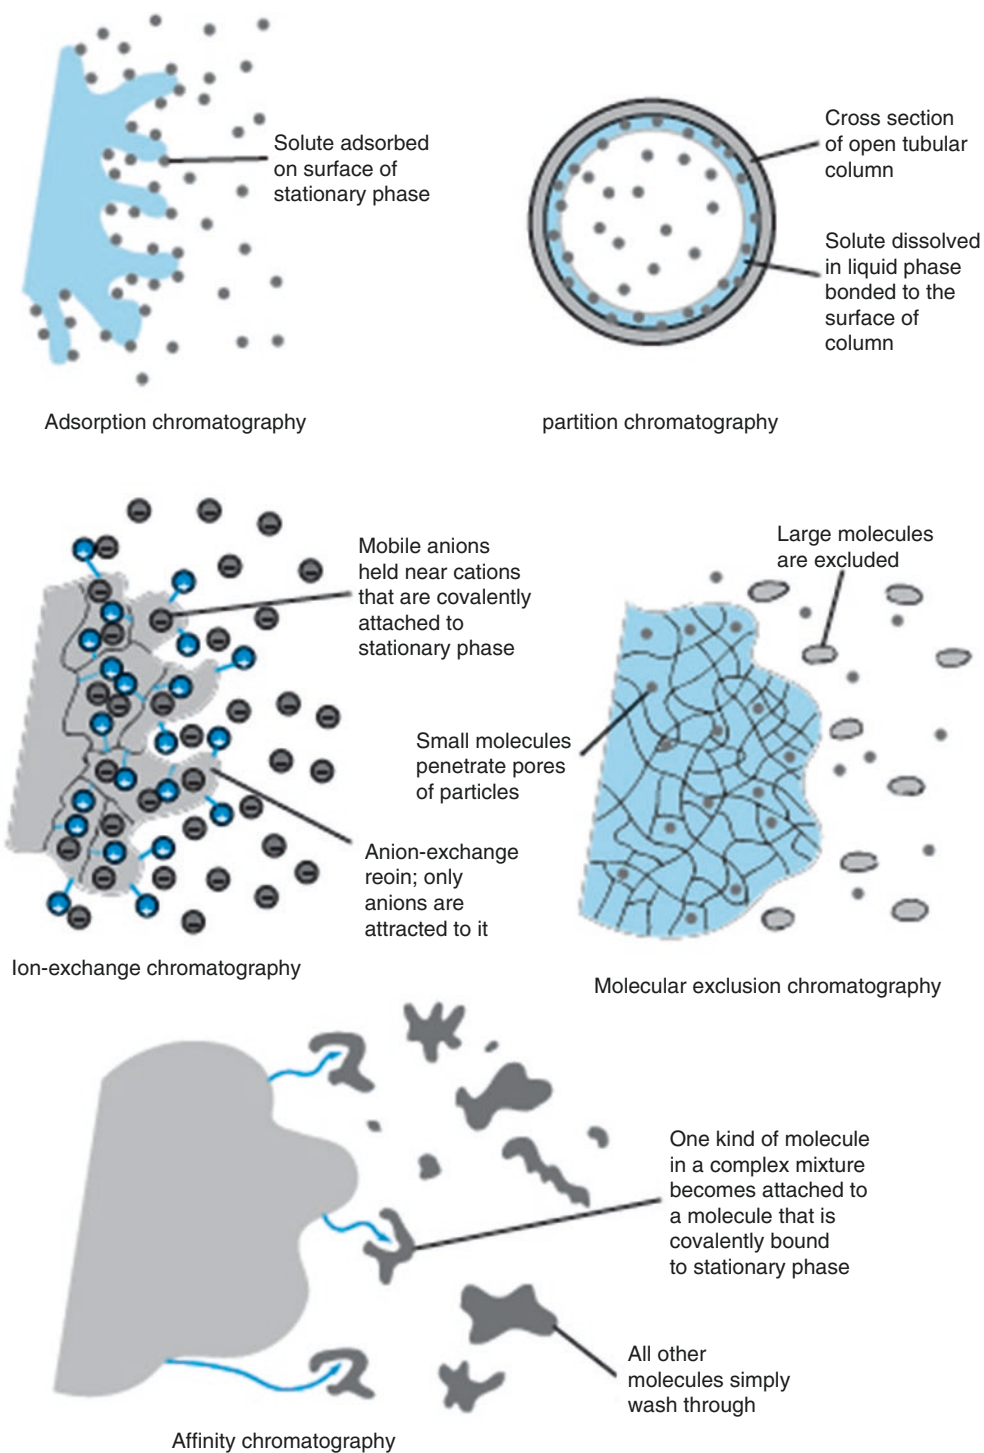 Solute adsorbed
on surface of
stationary phase
Adsorption chromatography
Cross section
of open tubular
column
Solute dissolved
in liquid phase
bonded to the
surface of
column
partition chromatography
Mobile anions
held near cations
that are covalently
attached to
stationary phase
Anion-exchange
reoin; only
anions are
attracted to it
Ion-exchange chromatography
Large molecules
are excluded
Small molecules
penetrate pores
of particles
Molecular exclusion chromatography
One kind of molecule
in a complex mixture
becomes attached to
a molecule that is
covalently bound
to stationary phase
All other
molecules simply
wash through
Affinity chromatography